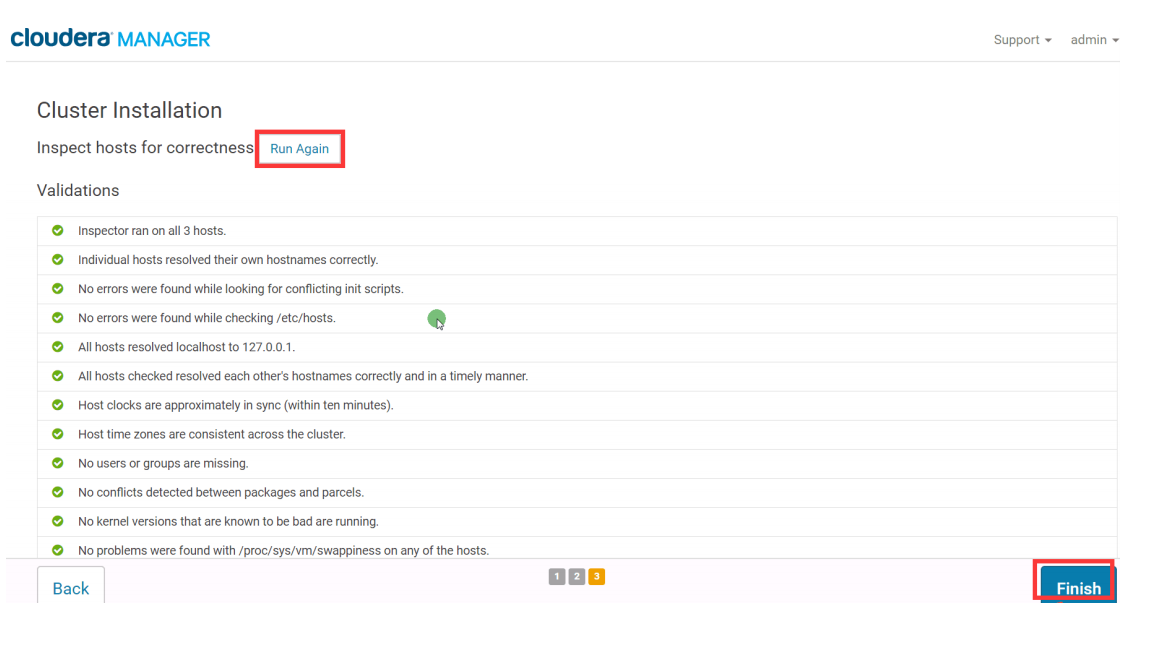 cloudera MANAGER
Support admin
Cluster Installation
Inspect hosts for correctness Run Again
Validations
Inspector ran on all 3 hosts.
Individual hosts resolved their own hostnames correctly.
No errors were found while looking for conflicting init scripts.
No errors were found while checking /etc/hosts.
All hosts resolved localhost to 127.0.0.1.
All hosts checked resolved each other's hostnames correctly and in a timely manner.
Host clocks are approximately in sync (within ten minutes).
Host time zones are consistent across the cluster.
No users or groups are missing.
No conflicts detected between packages and parcels.
No kernel versions that are known to be bad are running.
No problems were found with /proc/sys/vm/swappiness on any of the hosts.
Back 1 2 3 Finish